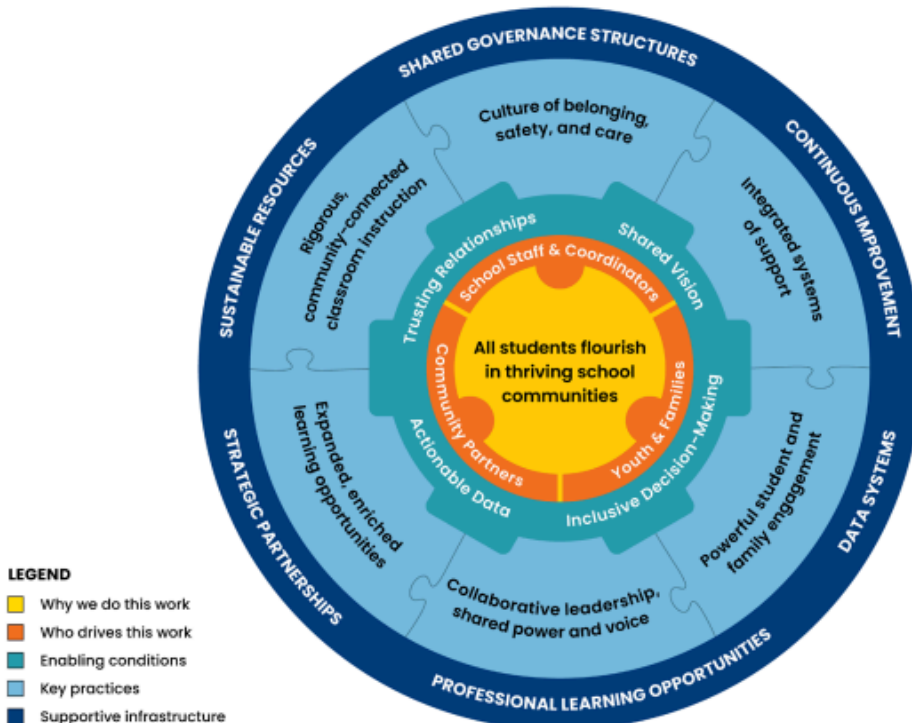 SHARED GOVERNANCE STRUCTURES
CONTINUOUS IMPROVEMENT
DATA SYSTEMS
PROFESSIONAL LEARNING OPPORTUNITIES
STRATEGIC PARTNERSHIPS
SUSTAINABLE RESOURCES
Culture of belonging,
safety, and care
Integrated systems
of support
Powerful student and
family engagement
Collaborative leadership,
shared power and voice
Expanded, enriched
learning opportunities
Rigorous,
community-connected
classroom instruction
Trusting Relationships
Shared Vision
Inclusive Decision-Making
Actionable Data
School Staff & Coordinators
Youth & Families
Community Partners
All students flourish
in thriving school
communities
LEGEND
Why we do this work
Who drives this work
Enabling conditions
Key practices
Supportive infrastructure